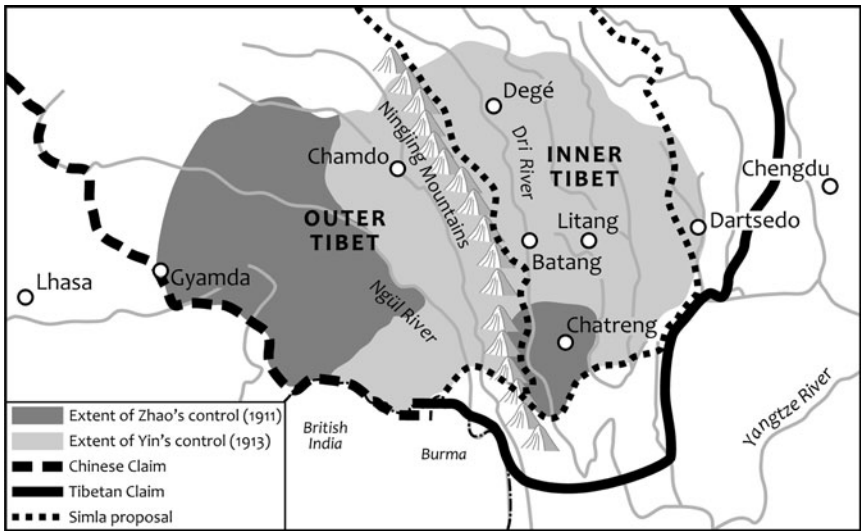 Degé
Chengdu
Chamdo
Ningjing Mountains
Dri River
INNER
TIBET
OUTER
TIBET
Litang
Dartsedo
Batang
Lhasa
Gyamda
Ngül River
Chatreng
Yangtze River
British
India
Burma
Extent of Zhao's control (1911)
Extent of Yin's control (1913)
Chinese Claim
Tibetan Claim
Simla proposal